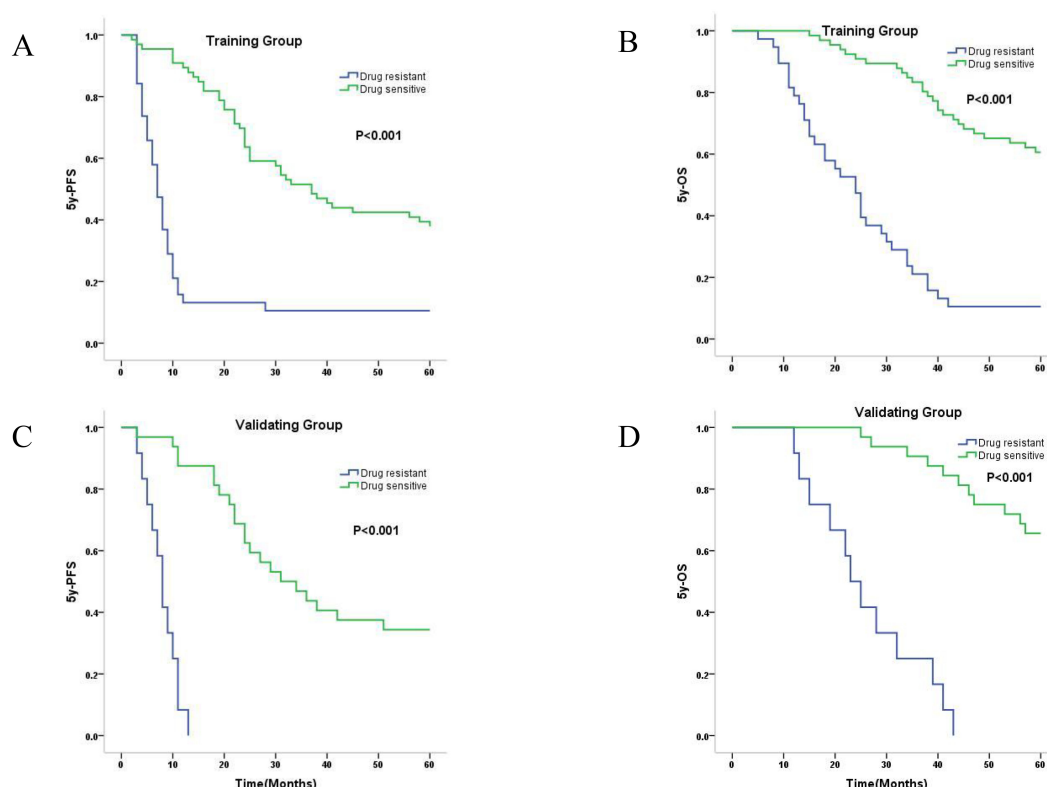 A
Training Group
Drug resistant
Drug sensitive
P<0.001
5y-PFS
1.0
0.8
0.6
0.4
0.2
0.0
0 10 20 30 40 50 60
B
Training Group
Drug resistant
Drug sensitive
P<0.001
5y-OS
1.0
0.8
0.6
0.4
0.2
0.0
0 10 20 30 40 50 60
C
Validating Group
Drug resistant
Drug sensitive
P<0.001
5y-PFS
1.0
0.8
0.6
0.4
0.2
0.0
0 10 20 30 40 50 60
Time(Months)
D
Validating Group
Drug resistant
Drug sensitive
P<0.001
5y-OS
1.0
0.8
0.6
0.4
0.2
0.0
0 10 20 30 40 50 60
Time(Months)